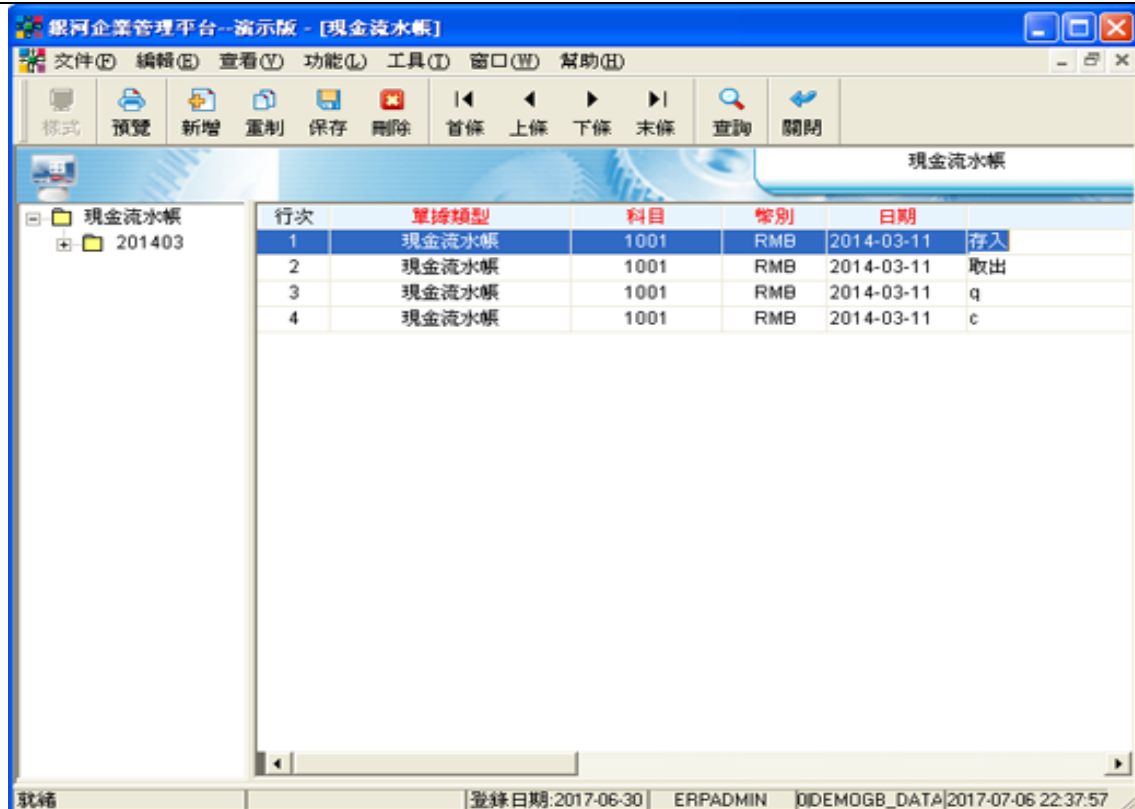 銀河企業管理平台--演示版 - [現金流水帳]
文件(F) 編輯(E) 查看(V) 功能(L) 工具(T) 窗口(W) 幫助(H)
樣式 預覽 新增 重制 保存 刪除 首條 上條 下條 末條 查詢 關閉
現金流水帳
現金流水帳
201403
行次 單據類型 科目 幣別 日期
1 現金流水帳 1001 RMB 2014-03-11 存入
2 現金流水帳 1001 RMB 2014-03-11 取出
3 現金流水帳 1001 RMB 2014-03-11 q
4 現金流水帳 1001 RMB 2014-03-11 c
就緒 登錄日期:2017-06-30 ERPADMIN 0|DEMOGB_DATA 2017-07-06 22:37:57